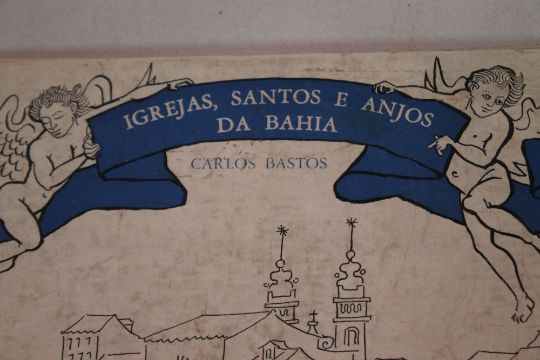 IGREJAS, SANTOS E ANJOS
DA BAHIA
CARLOS BASTOS